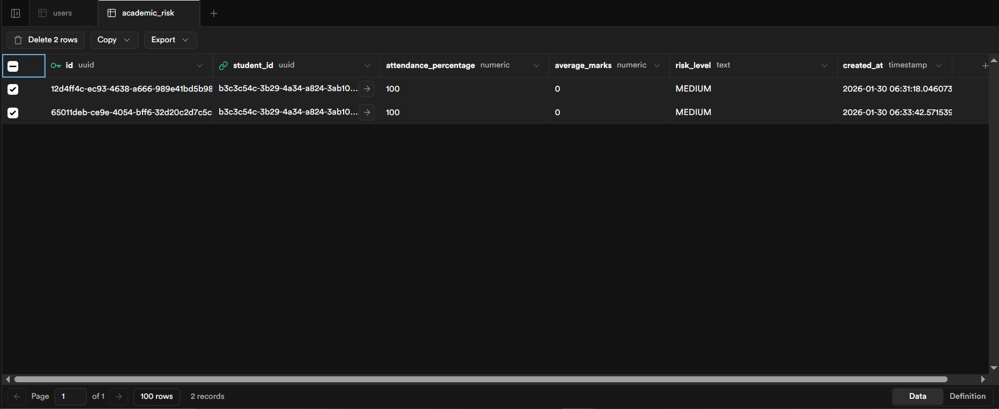 users
academic_risk
Delete 2 rows
Copy
Export
id uuid
student_id uuid
attendance_percentage numeric
average_marks numeric
risk_level text
created_at timestamp
12d4ff4c-ec93-4638-a666-989e41bd5b98 b3c3c54c-3b29-4a34-a824-3ab10... 100 0 MEDIUM 2026-01-30 06:31:18.046073
65011deb-ce9e-4054-bff6-32d20c2d7c5c b3c3c54c-3b29-4a34-a824-3ab10... 100 0 MEDIUM 2026-01-30 06:33:42.571539
Page 1 of 1 100 rows 2 records
Data Definition